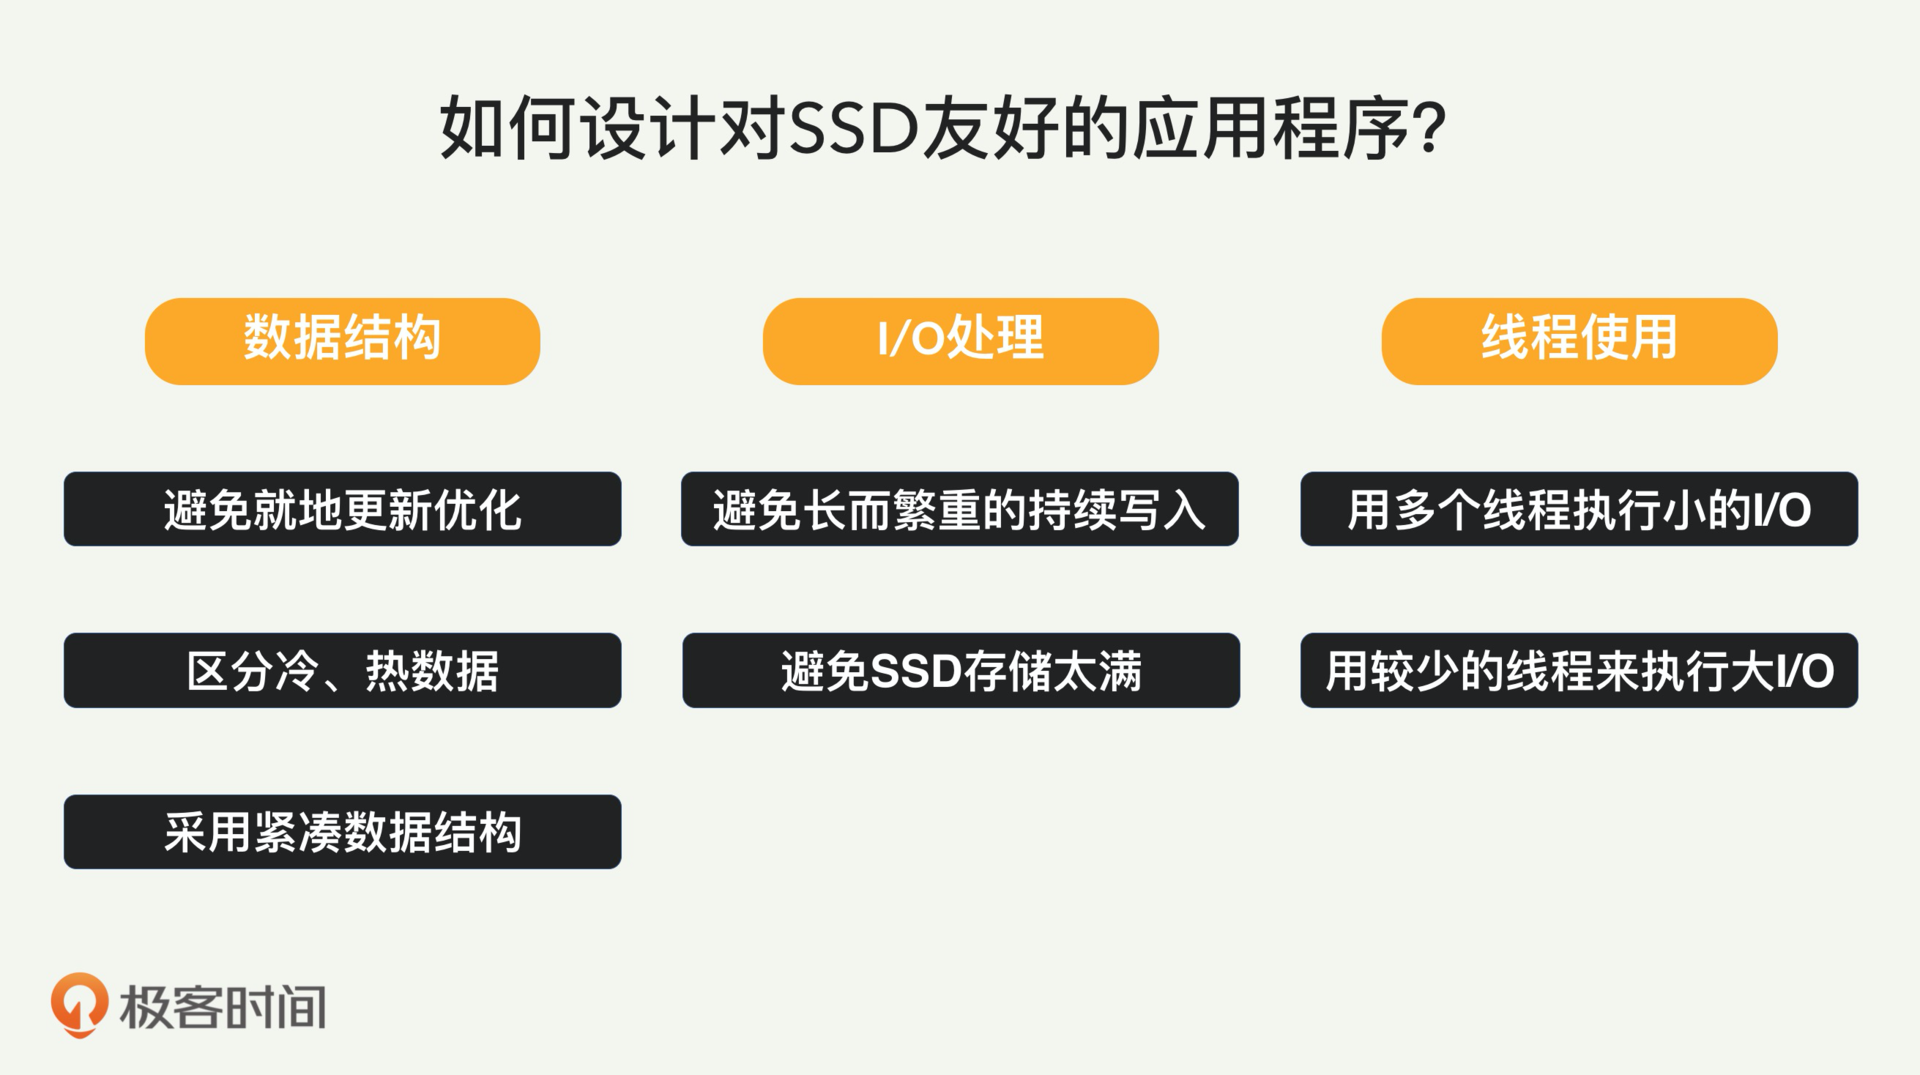 如何设计对SSD友好的应用程序?
数据结构
避免就地更新优化
区分冷、热数据
采用紧凑数据结构
I/O处理
避免长而繁重的持续写入
避免SSD存储太满
线程使用
用多个线程执行小的I/O
用较少的线程来执行大I/O
极客时间